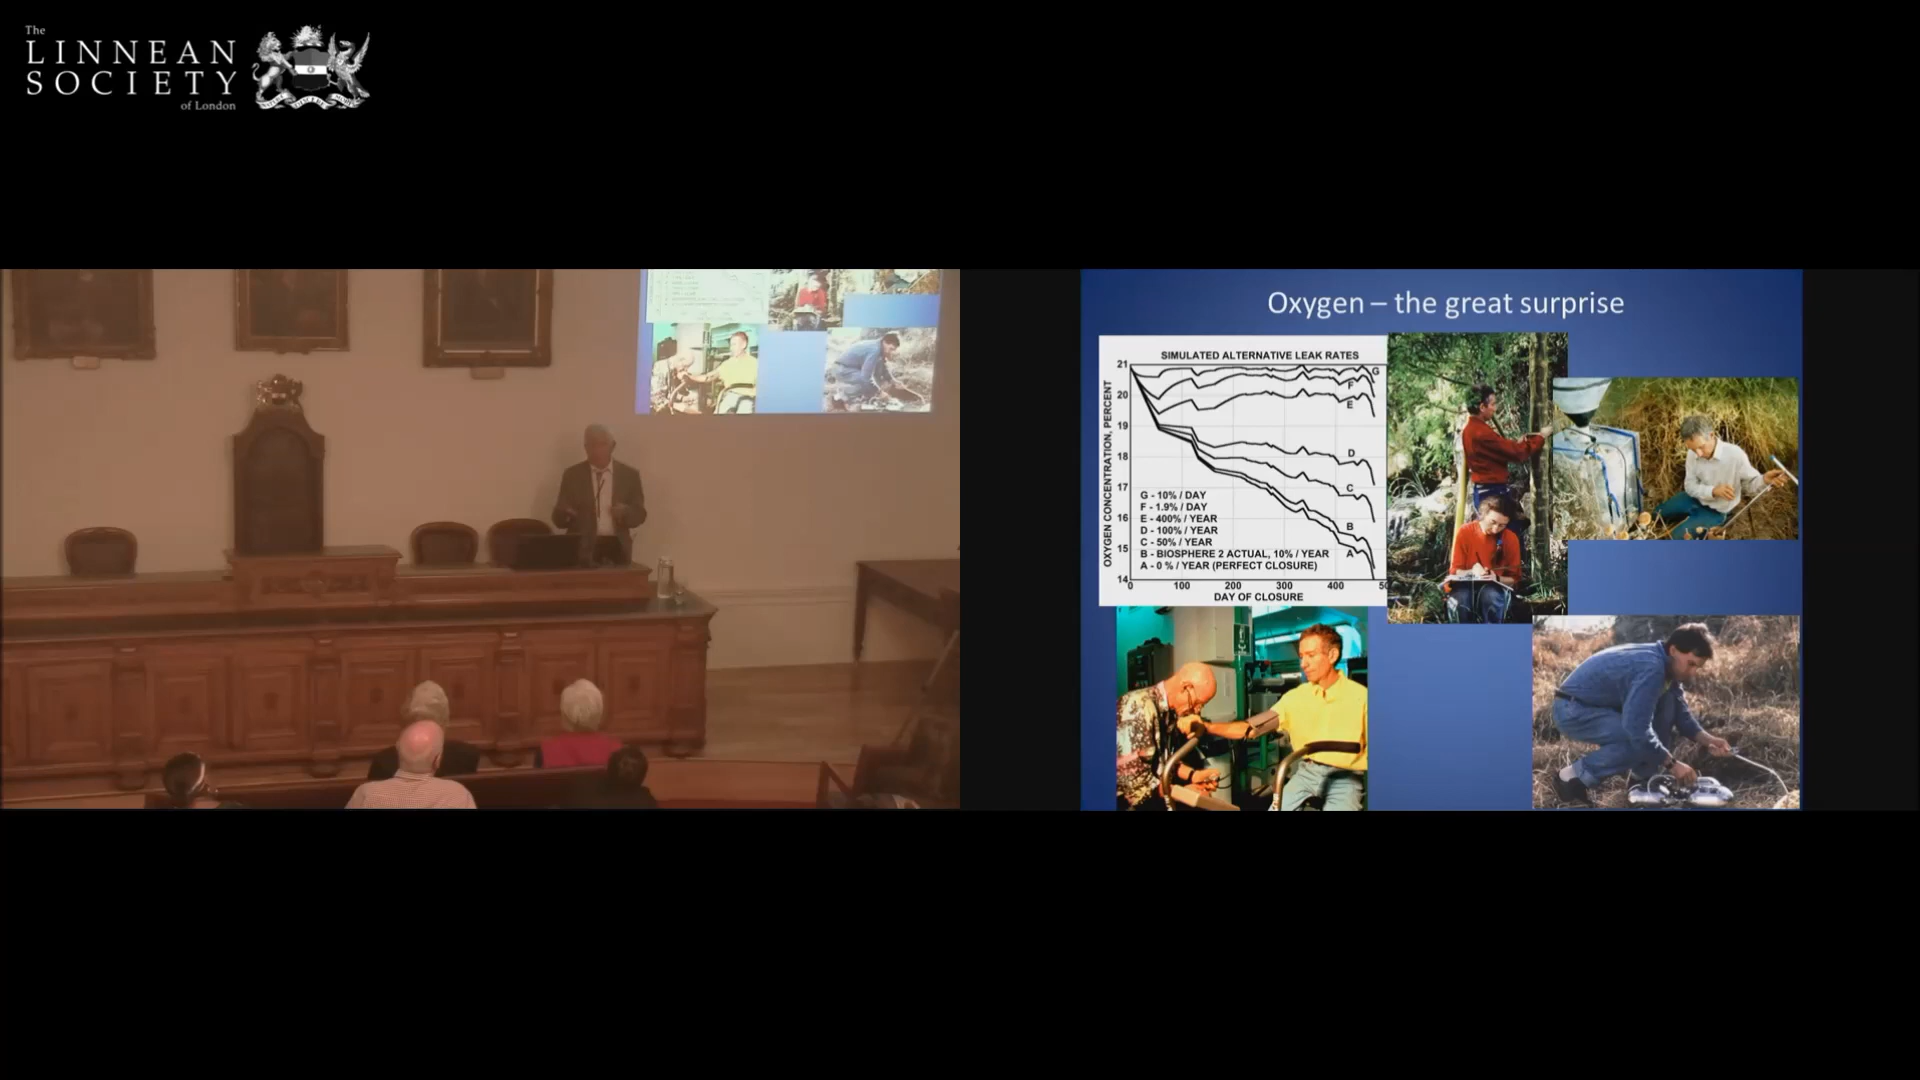 The
LINNEAN
SOCIETY
of London
Oxygen – the great surprise
SIMULATED ALTERNATIVE LEAK RATES
OXYGEN CONCENTRATION, PERCENT
21
20
19
18
17
16
15
14
G
F
E
D
C
B
A
G - 10% / DAY
F - 1.9% / DAY
E - 400% / YEAR
D - 100% / YEAR
C - 50% / YEAR
B - BIOSPHERE 2 ACTUAL, 10% / YEAR
A - 0 % / YEAR (PERFECT CLOSURE)
0 100 200 300 400
DAY OF CLOSURE